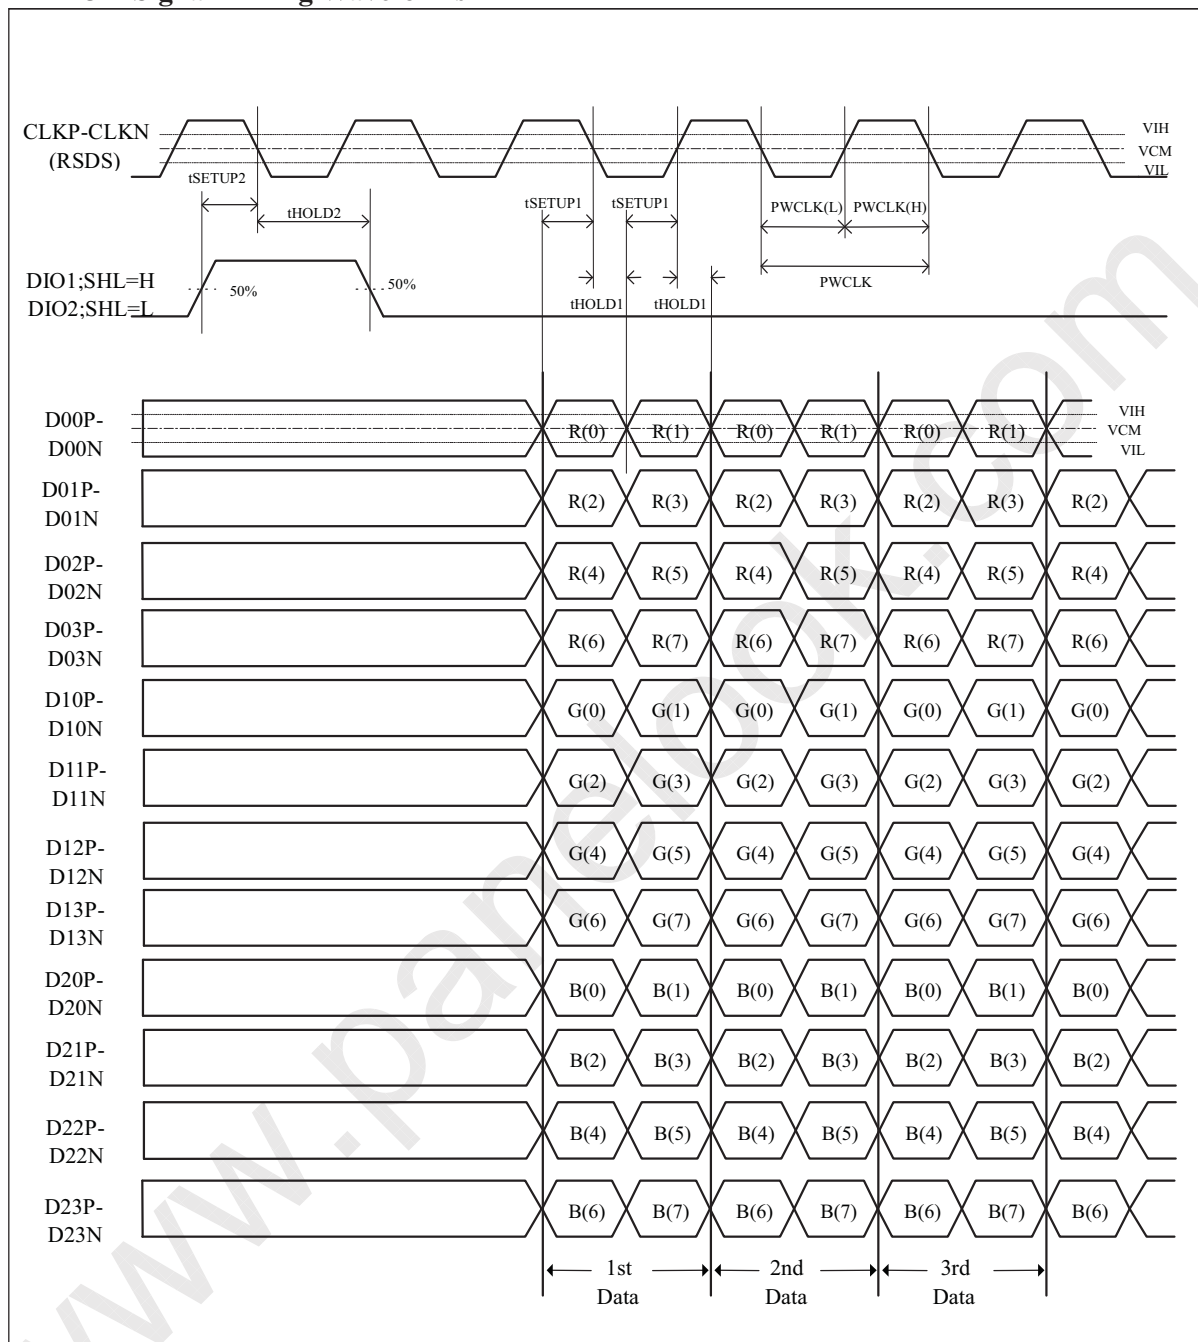 CLKP-CLKN
(RSDS)
VIH
VCM
VIL
tSETUP2
tHOLD2
tSETUP1
tSETUP1
PWCLK(L)
PWCLK(H)
PWCLK
tHOLD1
tHOLD1
DIO1;SHL=H
DIO2;SHL=L
50%
50%
D00P-
D00N
R(0) R(1) R(0) R(1) R(0) R(1)
VIH
VCM
VIL
D01P-
D01N
R(2) R(3) R(2) R(3) R(2) R(3) R(2)
D02P-
D02N
R(4) R(5) R(4) R(5) R(4) R(5) R(4)
D03P-
D03N
R(6) R(7) R(6) R(7) R(6) R(7) R(6)
D10P-
D10N
G(0) G(1) G(0) G(1) G(0) G(1) G(0)
D11P-
D11N
G(2) G(3) G(2) G(3) G(2) G(3) G(2)
D12P-
D12N
G(4) G(5) G(4) G(5) G(4) G(5) G(4)
D13P-
D13N
G(6) G(7) G(6) G(7) G(6) G(7) G(6)
D20P-
D20N
B(0) B(1) B(0) B(1) B(0) B(1) B(0)
D21P-
D21N
B(2) B(3) B(2) B(3) B(2) B(3) B(2)
D22P-
D22N
B(4) B(5) B(4) B(5) B(4) B(5) B(4)
D23P-
D23N
B(6) B(7) B(6) B(7) B(6) B(7) B(6)
1st
Data
2nd
Data
3rd
Data
www.panelook.com